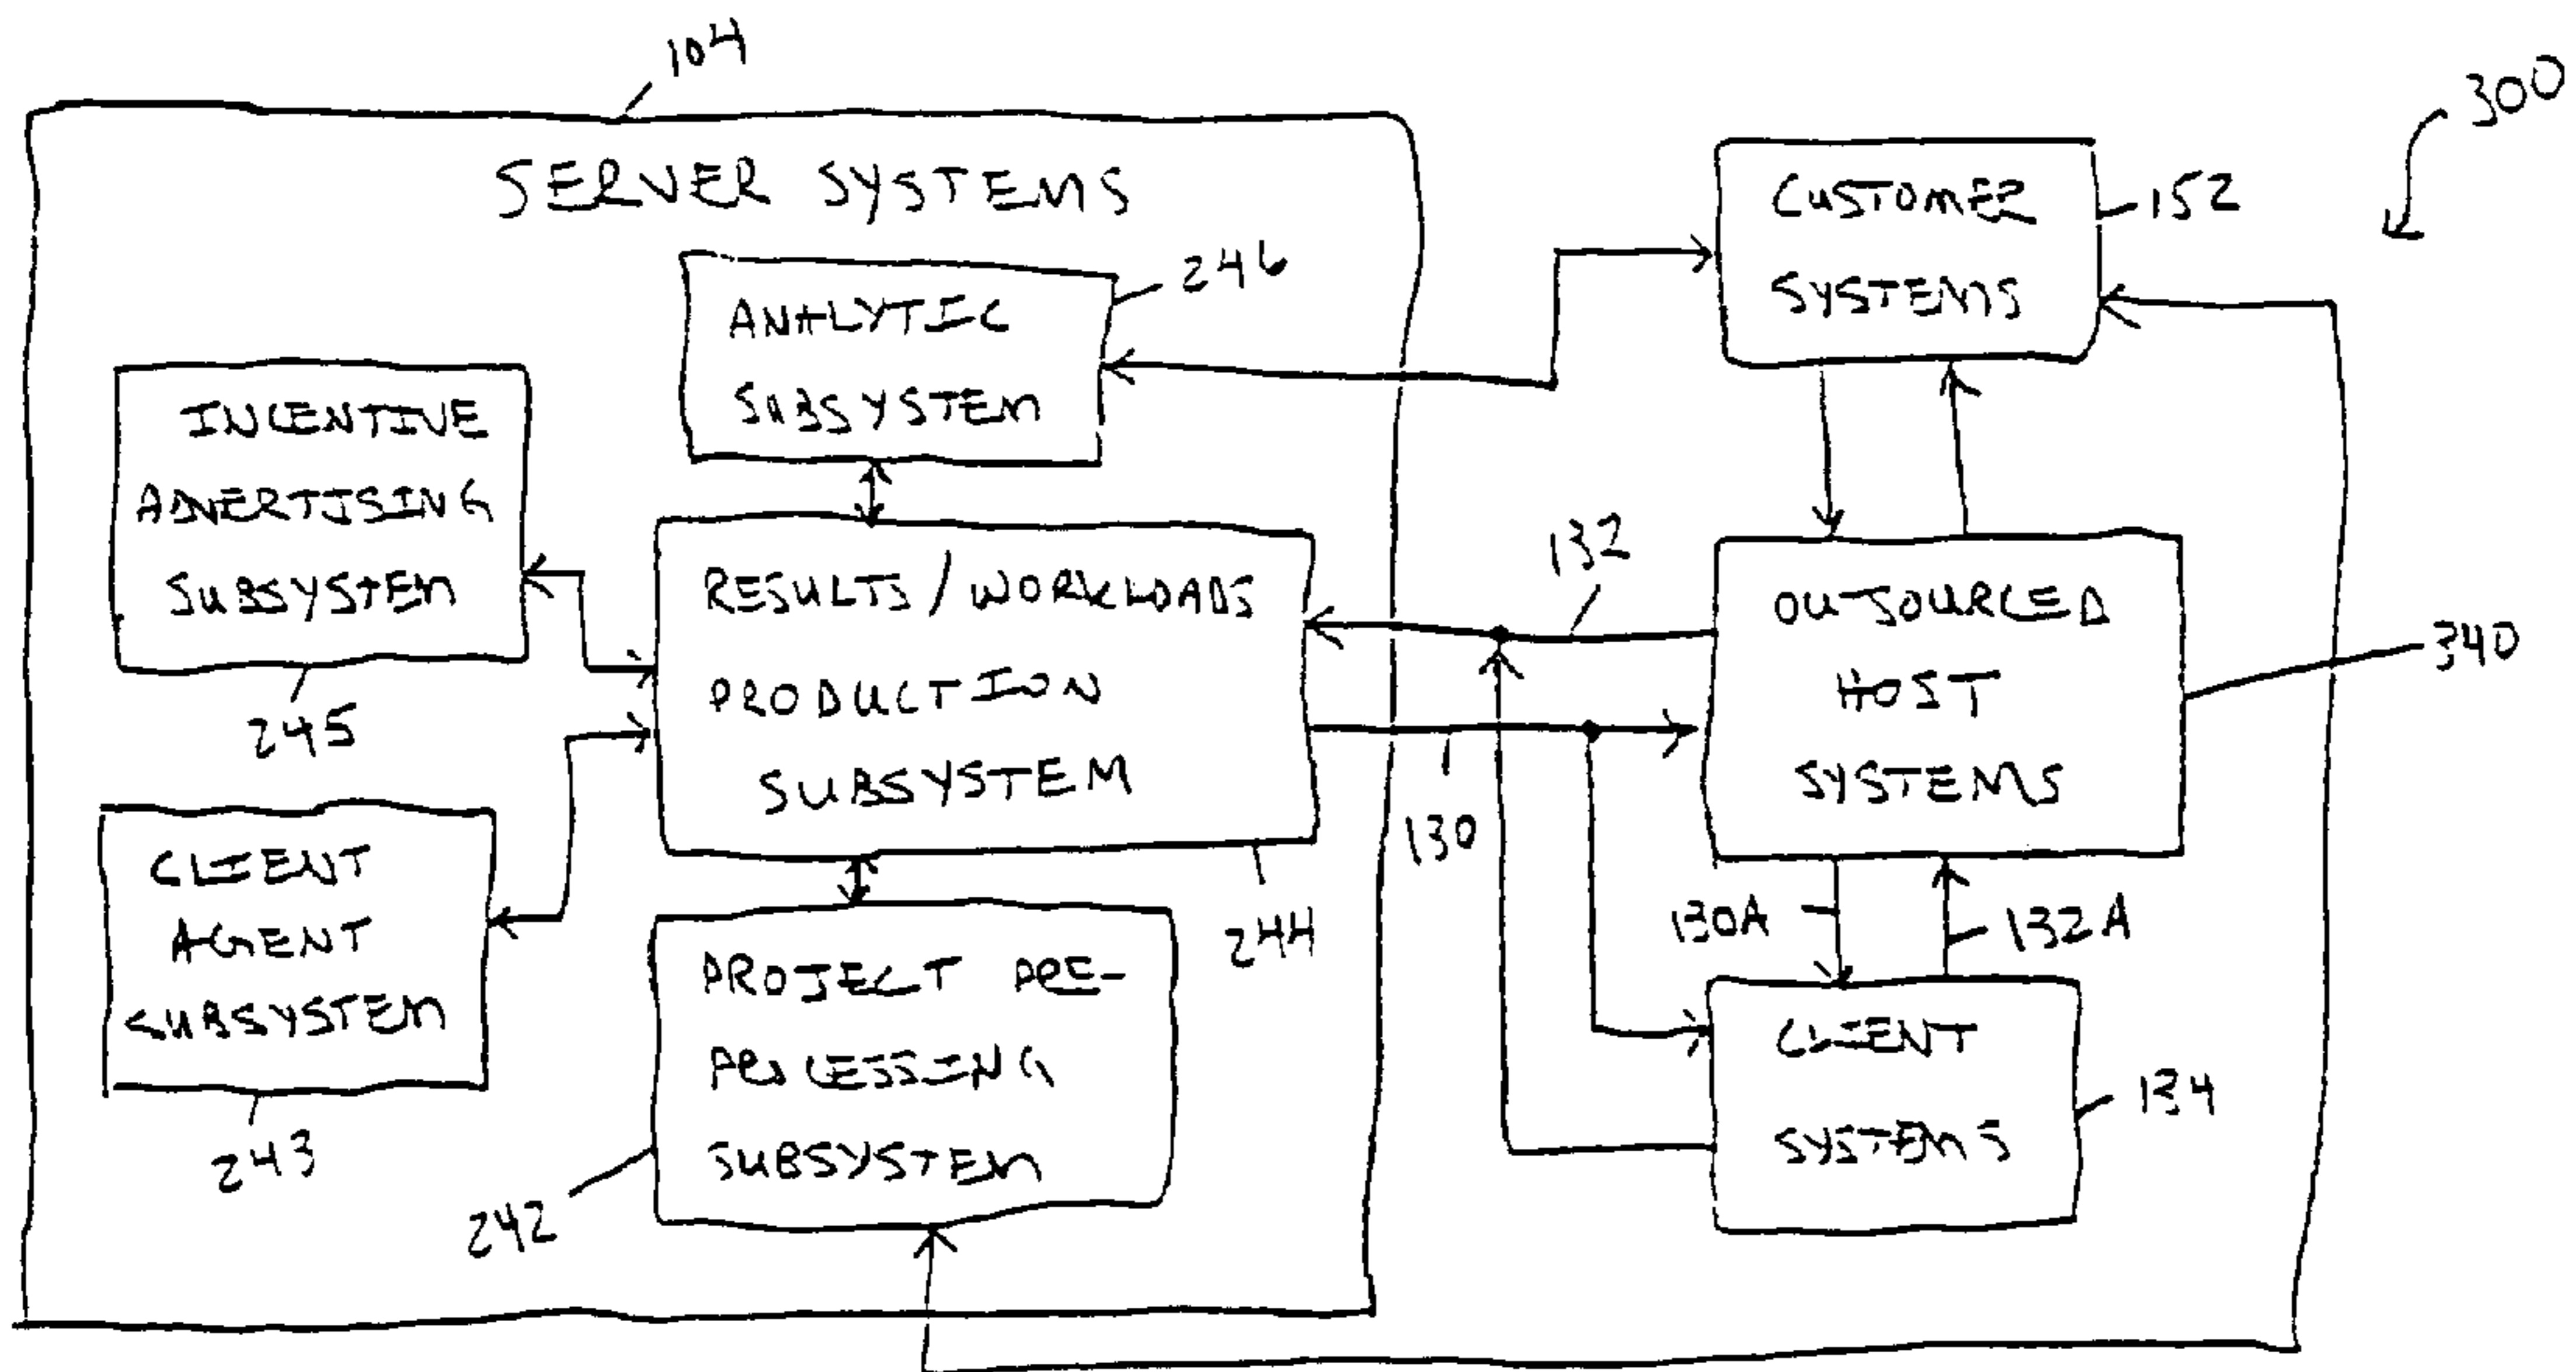 104
300
SERVER SYSTEMS
CUSTOMER
SYSTEMS
152
ANALYTIC
SUBSYSTEM
246
INCENTIVE
ADVERTISING
SUBSYSTEM
245
RESULTS/WORKLOADS
PRODUCTION
SUBSYSTEM
244
132
130
OUTSOURCED
HOST
SYSTEMS
340
CLIENT
AGENT
SUBSYSTEM
243
PROJECT PRE-
PROCESSING
SUBSYSTEM
242
130A
132A
CLIENT
SYSTEMS
134